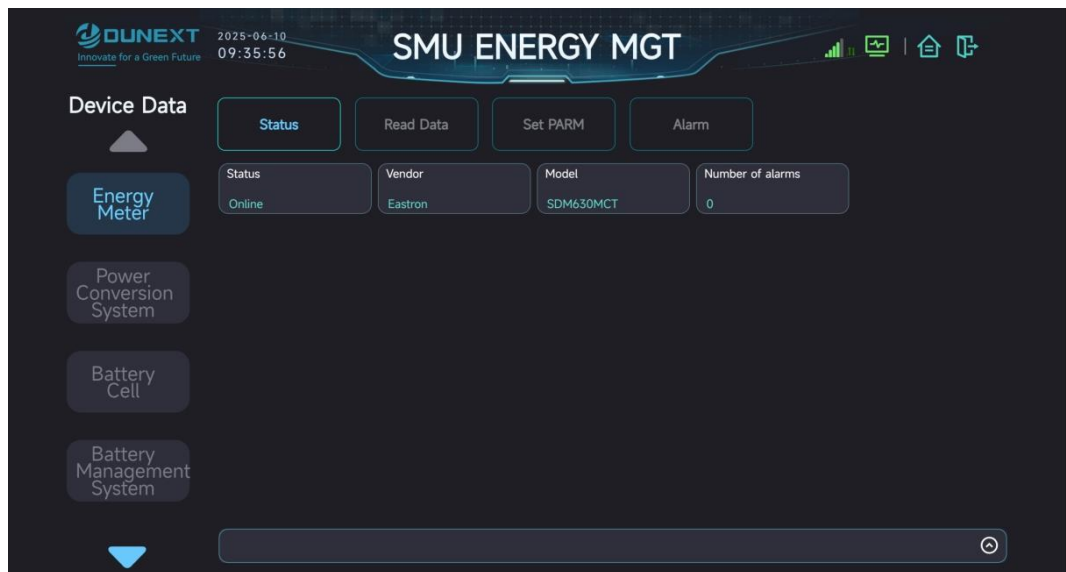 DUNEXT
Innovate for a Green Future
2025-06-10
09:35:56
SMU ENERGY MGT
Device Data
Status
Read Data
Set PARM
Alarm
Energy
Meter
Power
Conversion
System
Battery
Cell
Battery
Management
System
Status
Online
Vendor
Eastron
Model
SDM630MCT
Number of alarms
0